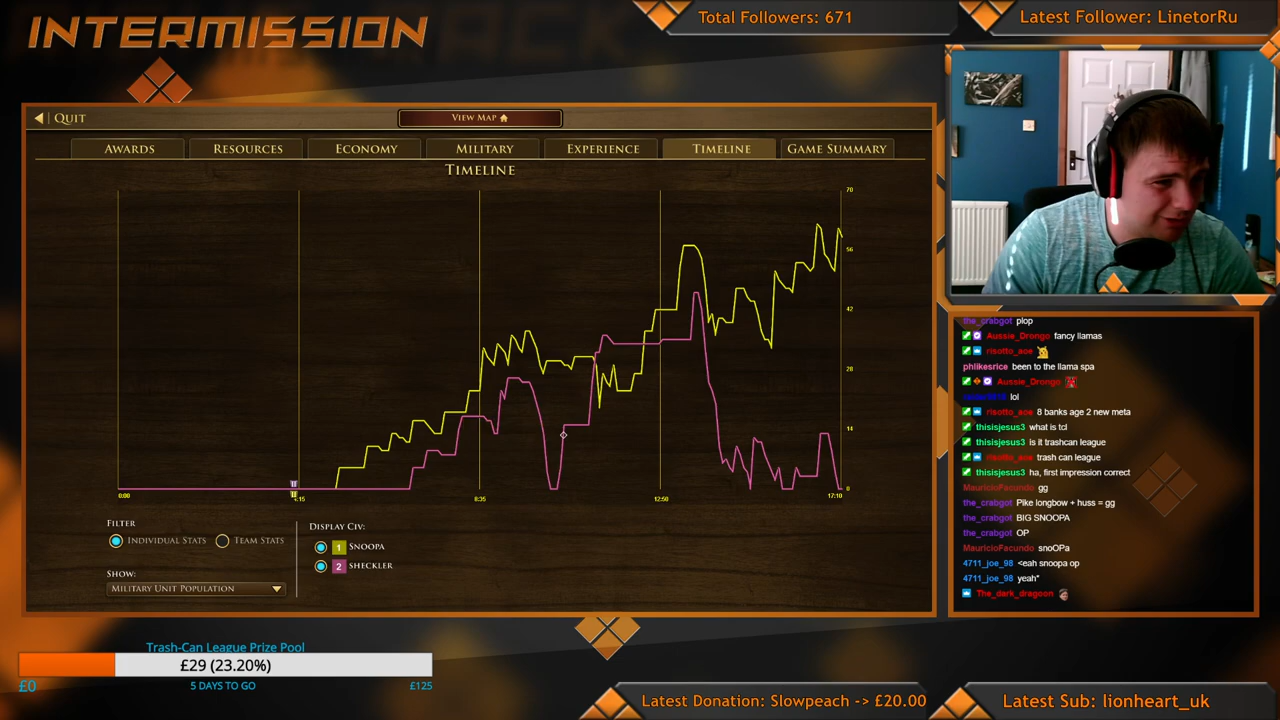 INTERMISSION
Total Followers: 671
Latest Follower: LinetorRu
QUIT
VIEW MAP
AWARDS
RESOURCES
ECONOMY
MILITARY
EXPERIENCE
TIMELINE
GAME SUMMARY
TIMELINE
70
56
42
28
14
0
0:00
8:35
12:50
17:10
FILTER
INDIVIDUAL STATS
TEAM STATS
DISPLAY CIV:
1 SNOOPA
2 SHECKLER
SHOW:
MILITARY UNIT POPULATION
the_crabgot plop
Aussie_Drongo fancy llamas
risotto_aoe
phlikesrice been to the llama spa
Aussie_Drongo
lol
risotto_aoe 8 banks age 2 new meta
thisisjesus3 what is tcl
thisisjesus3 is it trashcan league
risotto_aoe trash can league
thisisjesus3 ha, first impression correct
MauricioFacundo gg
the_crabgot Pike longbow + huss = gg
the_crabgot BIG SNOOPA
the_crabgot OP
MauricioFacundo snoOPa
4711_joe_98 <eah snoopa op
4711_joe_98 yeah*
The_dark_dragoon
Trash-Can League Prize Pool
£29 (23.20%)
£0
5 DAYS TO GO
£125
Latest Donation: Slowpeach -> £20.00
Latest Sub: lionheart_uk